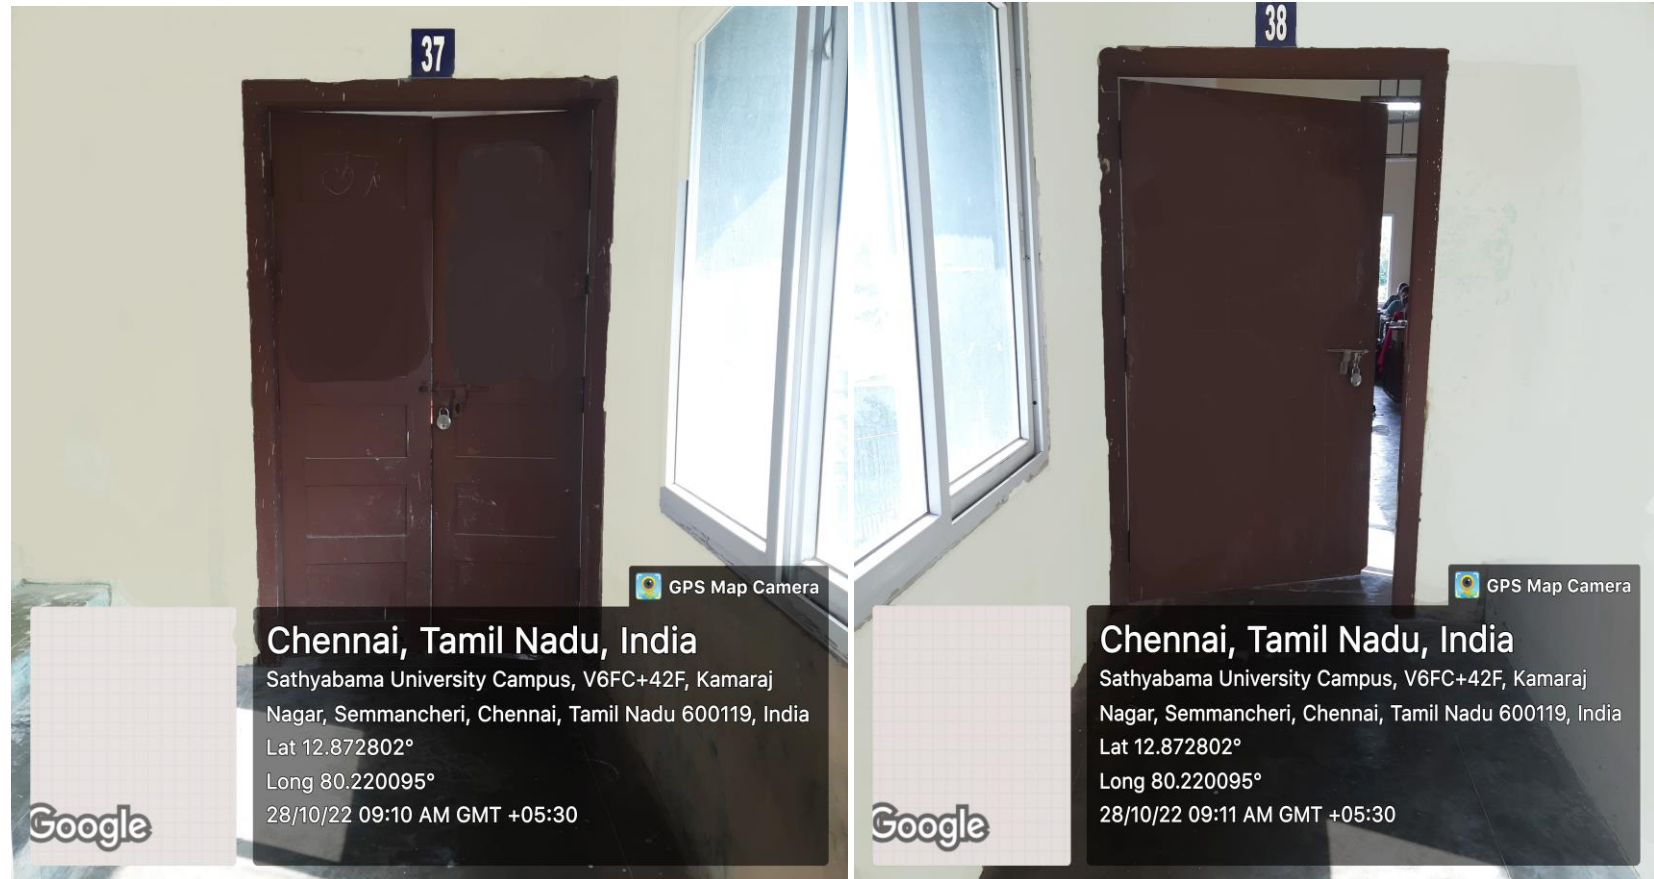 37
GPS Map Camera
Chennai, Tamil Nadu, India
Sathyabama University Campus, V6FC+42F, Kamaraj
Nagar, Semmancheri, Chennai, Tamil Nadu 600119, India
Lat 12.872802°
Long 80.220095°
28/10/22 09:10 AM GMT +05:30
Google
38
GPS Map Camera
Chennai, Tamil Nadu, India
Sathyabama University Campus, V6FC+42F, Kamaraj
Nagar, Semmancheri, Chennai, Tamil Nadu 600119, India
Lat 12.872802°
Long 80.220095°
28/10/22 09:11 AM GMT +05:30
Google